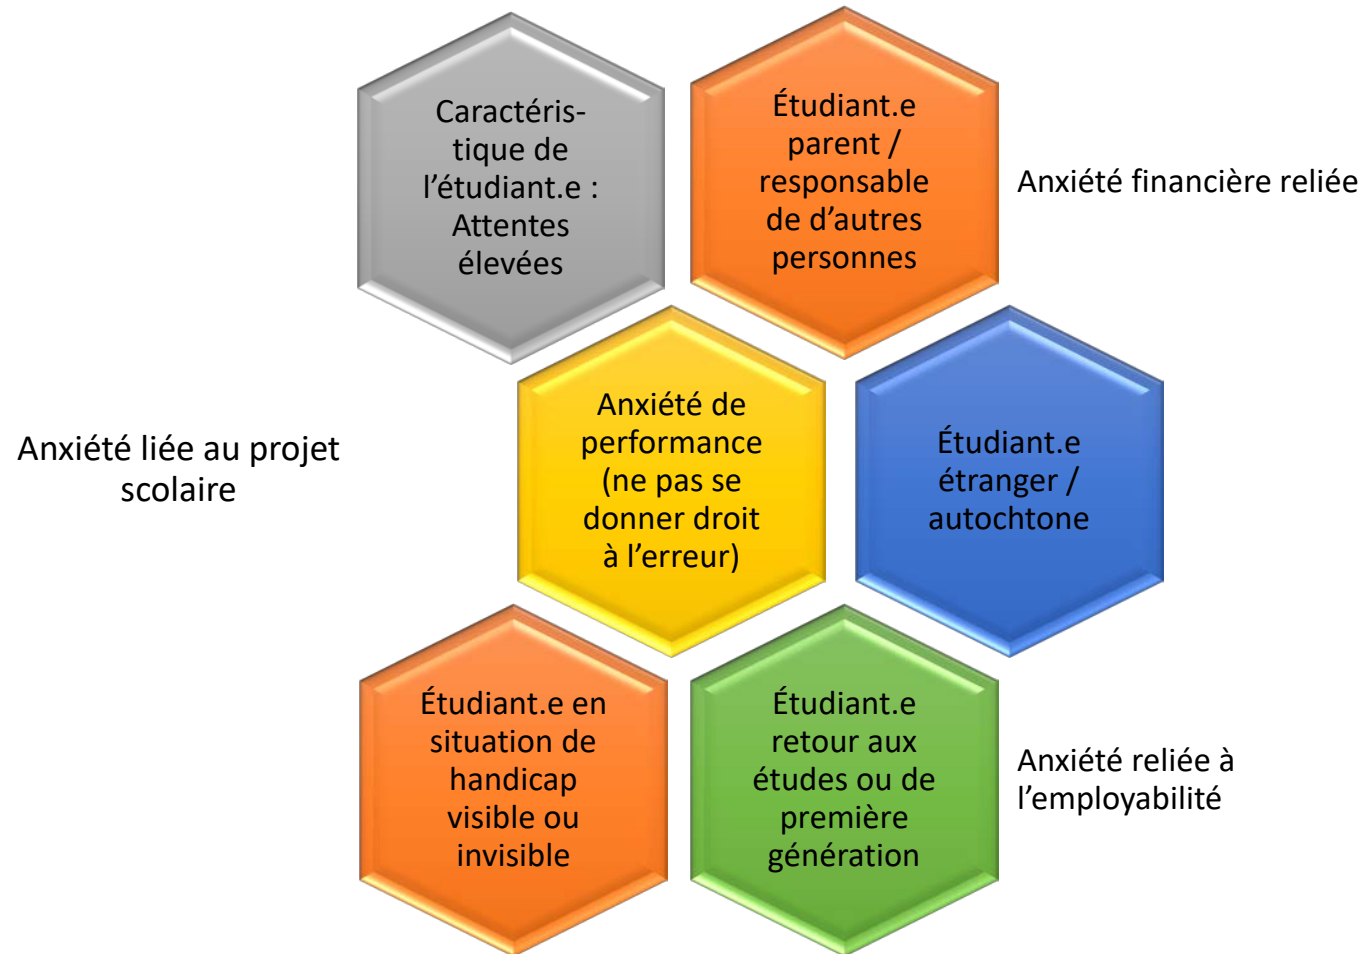 Caractéris-
tique de
l’étudiant.e :
Attentes
élevées
Étudiant.e
parent /
responsable
de d’autres
personnes
Anxiété financière reliée
Anxiété liée au projet
scolaire
Anxiété de
performance
(ne pas se
donner droit
à l’erreur)
Étudiant.e
étranger /
autochtone
Étudiant.e en
situation de
handicap
visible ou
invisible
Étudiant.e
retour aux
études ou de
première
génération
Anxiété reliée à
l’employabilité